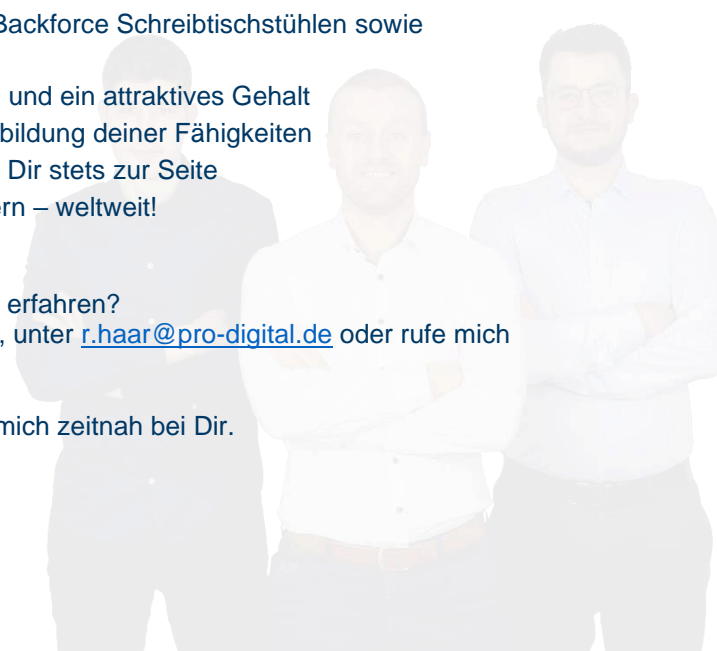 Backforce Schreibtischstühlen sowie
und ein attraktives Gehalt
bildung deiner Fähigkeiten
Dir stets zur Seite
ern – weltweit!
erfahren?
, unter r.haar@pro-digital.de oder rufe mich
mich zeitnah bei Dir.